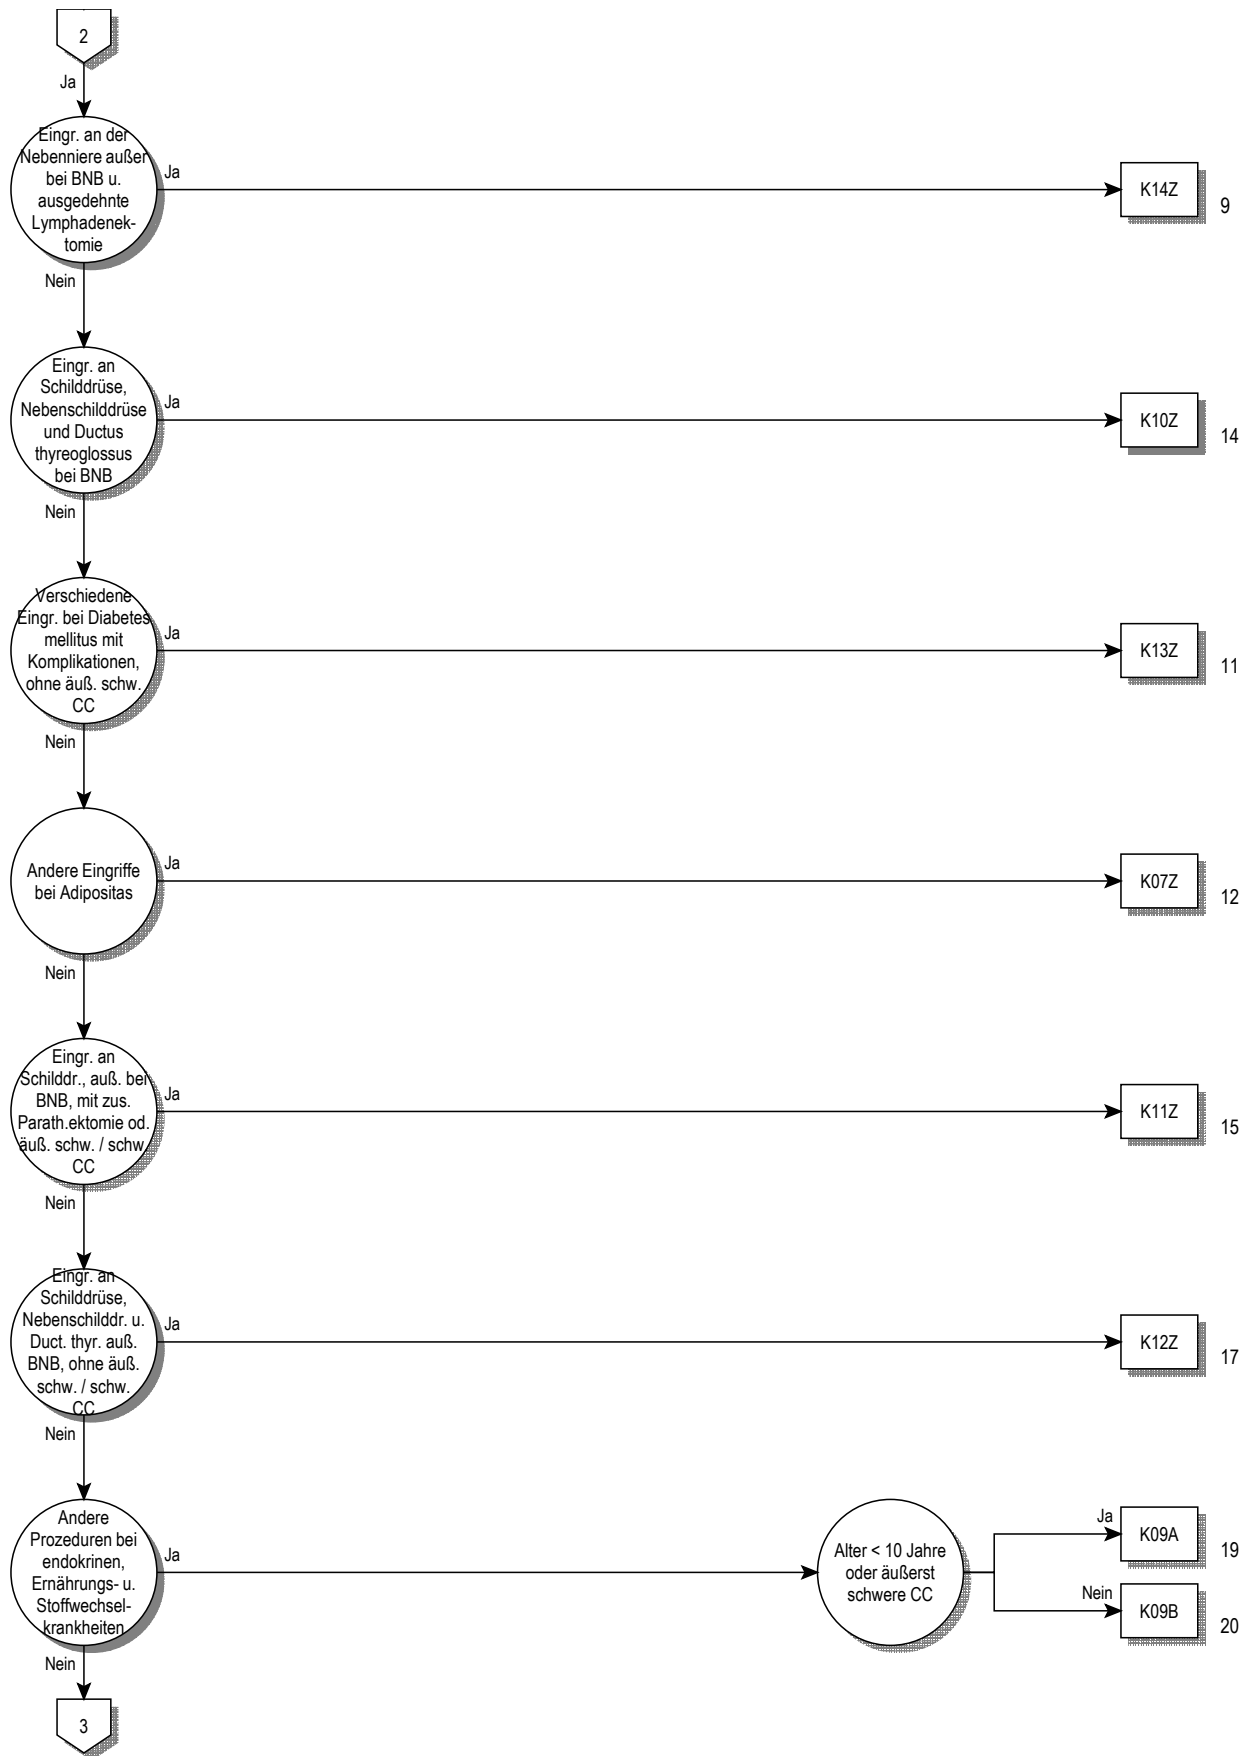 2
Ja
Eingr. an der
Nebenniere außer
bei BNB u.
ausgedehnte
Lymphadenek-
tomie
Ja
K14Z
9
Nein
Eingr. an
Schilddrüse,
Nebenschilddrüse
und Ductus
thyreoglossus
bei BNB
Ja
K10Z
14
Nein
Verschiedene
Eingr. bei Diabetes
mellitus mit
Komplikationen,
ohne äuß. schw.
CC
Ja
K13Z
11
Nein
Andere Eingriffe
bei Adipositas
Ja
K07Z
12
Nein
Eingr. an
Schilddr., auß. bei
BNB, mit zus.
Parath.ektomie od.
äuß. schw. / schw.
CC
Ja
K11Z
15
Nein
Eingr. an
Schilddrüse,
Nebenschilddr. u.
Duct. thyr. auß.
BNB, ohne äuß.
schw. / schw.
CC
Ja
K12Z
17
Nein
Andere
Prozeduren bei
endokrinen,
Ernährungs- u.
Stoffwechsel-
krankheiten
Ja
Alter < 10 Jahre
oder äußerst
schwere CC
Ja
K09A
19
Nein
K09B
20
Nein
3